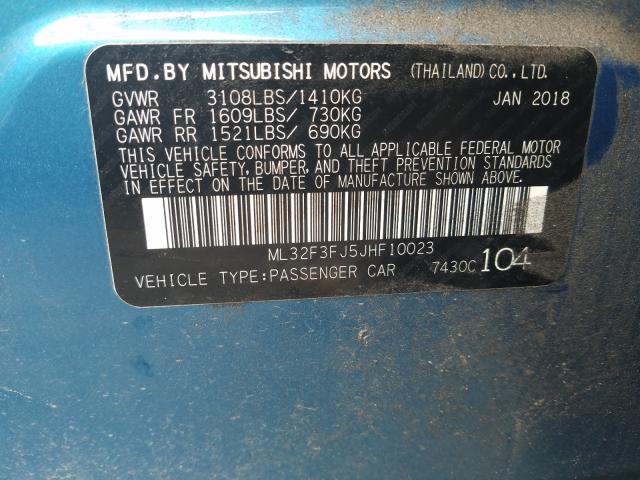 MFD.BY MITSUBISHI MOTORS (THAILAND)CO.,LTD.
GVWR 3108LBS/1410KG JAN 2018
GAWR FR 1609LBS/ 730KG
GAWR RR 1521LBS/ 690KG
THIS VEHICLE CONFORMS TO ALL APPLICABLE FEDERAL MOTOR
VEHICLE SAFETY, BUMPER, AND THEFT PREVENTION STANDARDS
IN EFFECT ON THE DATE OF MANUFACTURE SHOWN ABOVE.
ML32F3FJ5JHF10023
VEHICLE TYPE:PASSENGER CAR 7430C 104